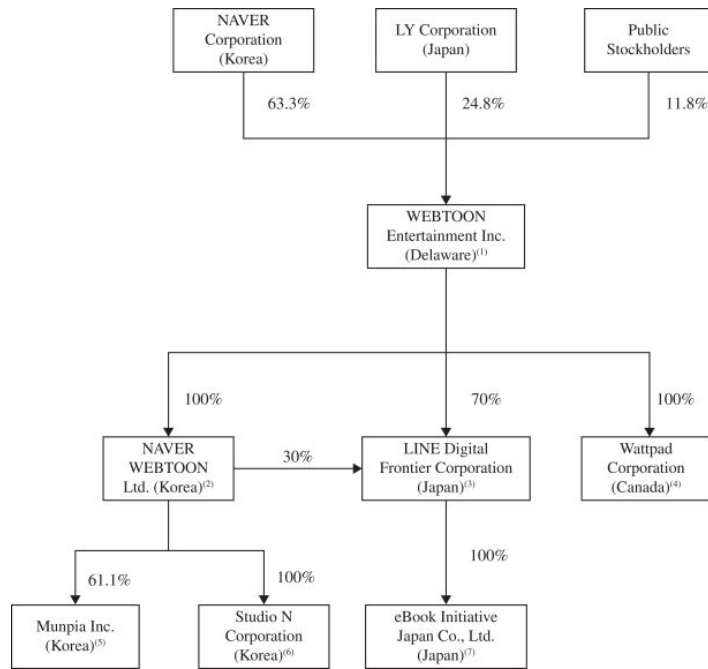 NAVER
Corporation
(Korea)
LY Corporation
(Japan)
Public
Stockholders
63.3%
24.8%
11.8%
WEBTOON
Entertainment Inc.
(Delaware)(1)
100%
70%
100%
NAVER
WEBTOON
Ltd. (Korea)(2)
30%
LINE Digital
Frontier Corporation
(Japan)(3)
Wattpad
Corporation
(Canada)(4)
61.1%
100%
100%
Munpia Inc.
(Korea)(5)
Studio N
Corporation
(Korea)(6)
eBook Initiative
Japan Co., Ltd.
(Japan)(7)